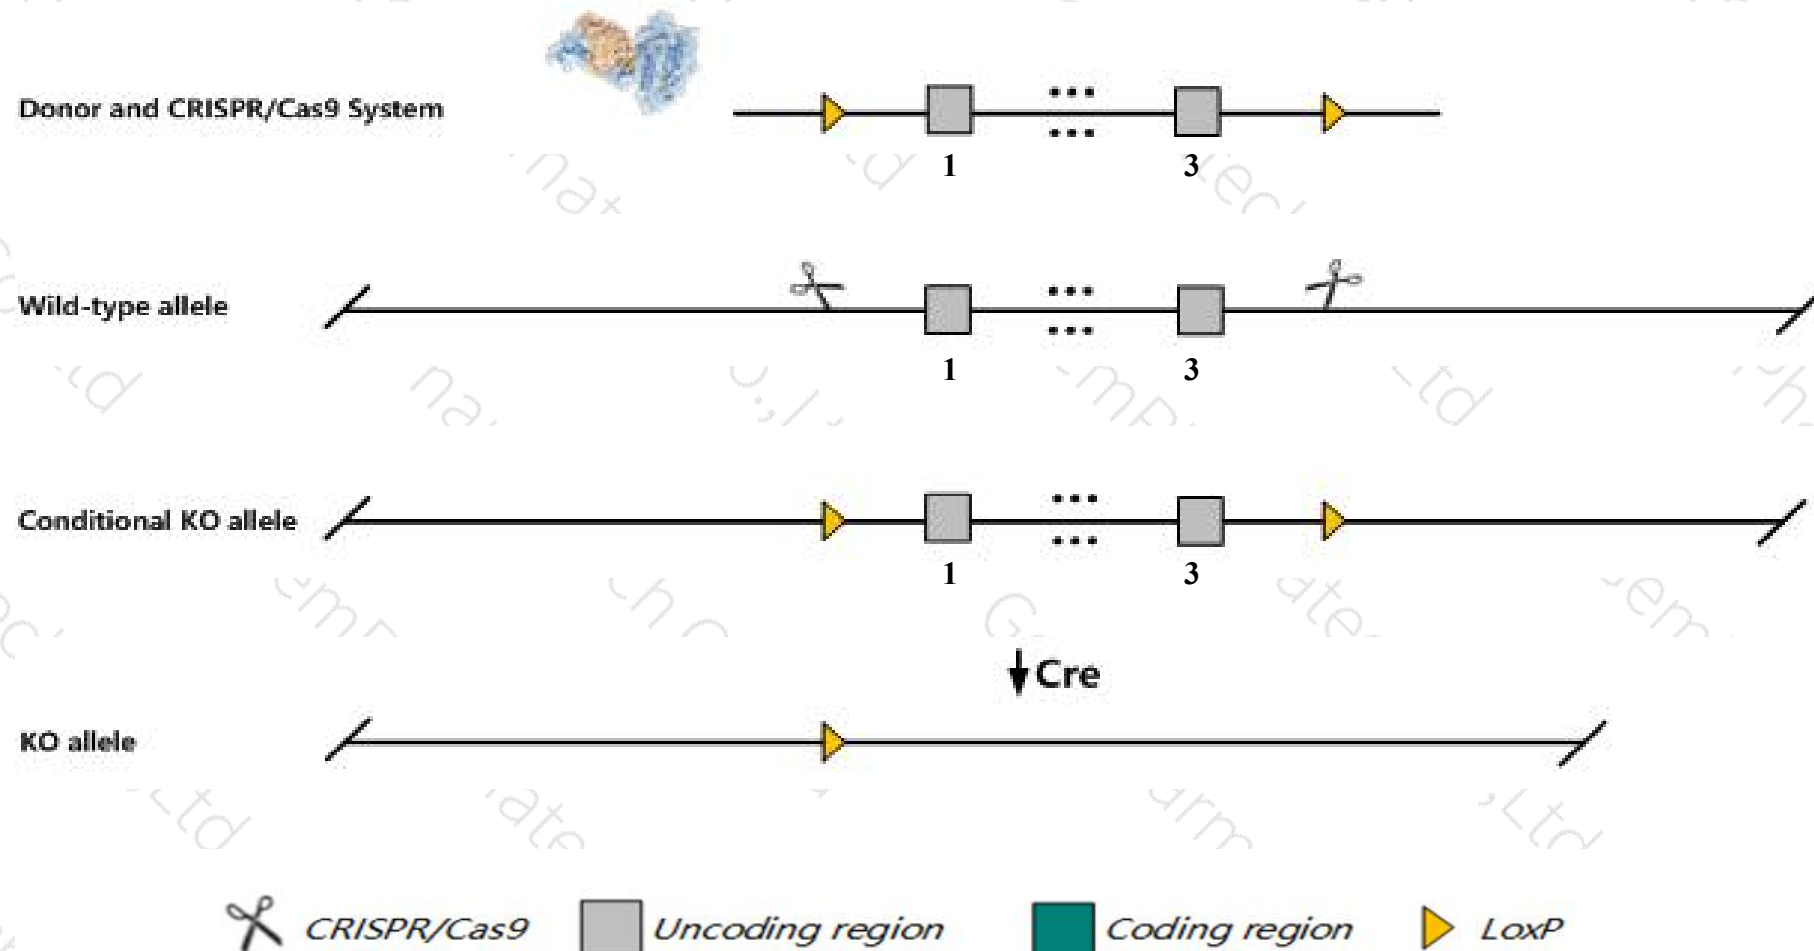 Donor and CRISPR/Cas9 System
1 3
Wild-type allele
1 3
Conditional KO allele
1 3
Cre
KO allele
CRISPR/Cas9 Uncoding region Coding region LoxP